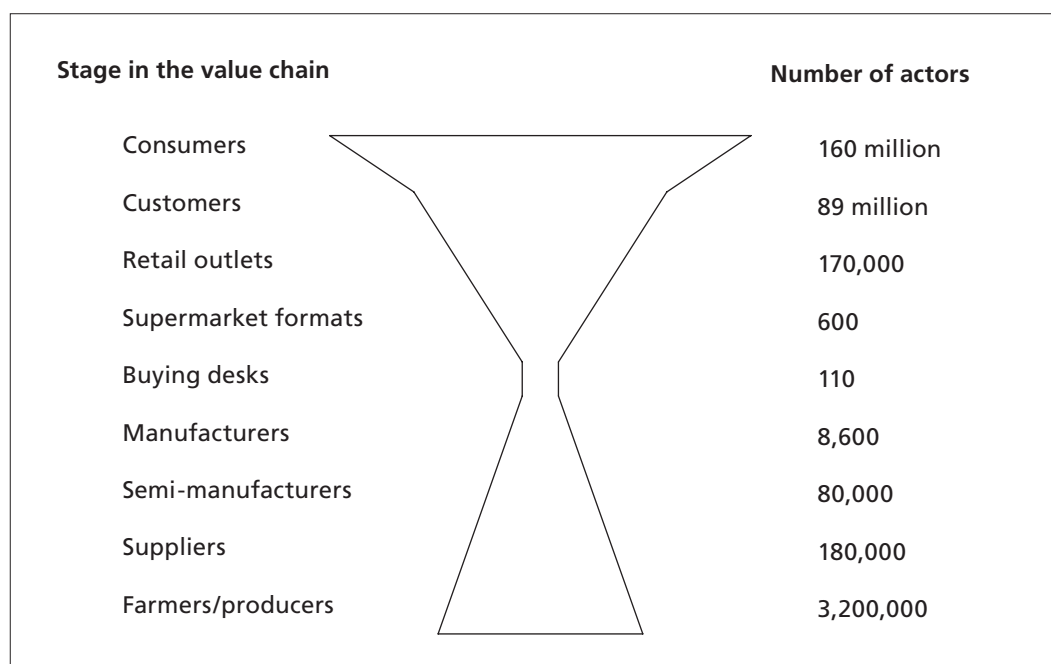 Stage in the value chain Number of actors
Consumers 160 million
Customers 89 million
Retail outlets 170,000
Supermarket formats 600
Buying desks 110
Manufacturers 8,600
Semi-manufacturers 80,000
Suppliers 180,000
Farmers/producers 3,200,000